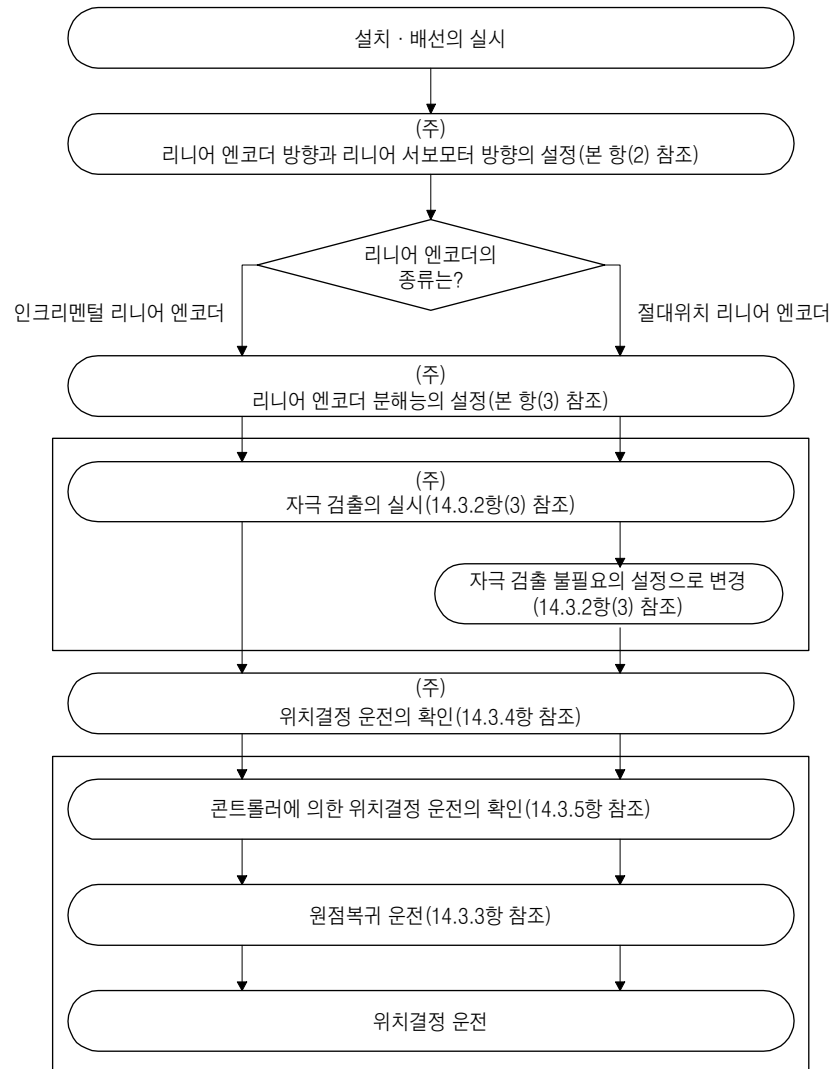 설치 · 배선의 실시
(주)
리니어 엔코더 방향과 리니어 서보모터 방향의 설정(본 항(2) 참조)
리니어 엔코더의
종류는?
인크리멘털 리니어 엔코더
절대위치 리니어 엔코더
(주)
리니어 엔코더 분해능의 설정(본 항(3) 참조)
(주)
자극 검출의 실시(14.3.2항(3) 참조)
자극 검출 불필요의 설정으로 변경
(14.3.2항(3) 참조)
(주)
위치결정 운전의 확인(14.3.4항 참조)
콘트롤러에 의한 위치결정 운전의 확인(14.3.5항 참조)
원점복귀 운전(14.3.3항 참조)
위치결정 운전